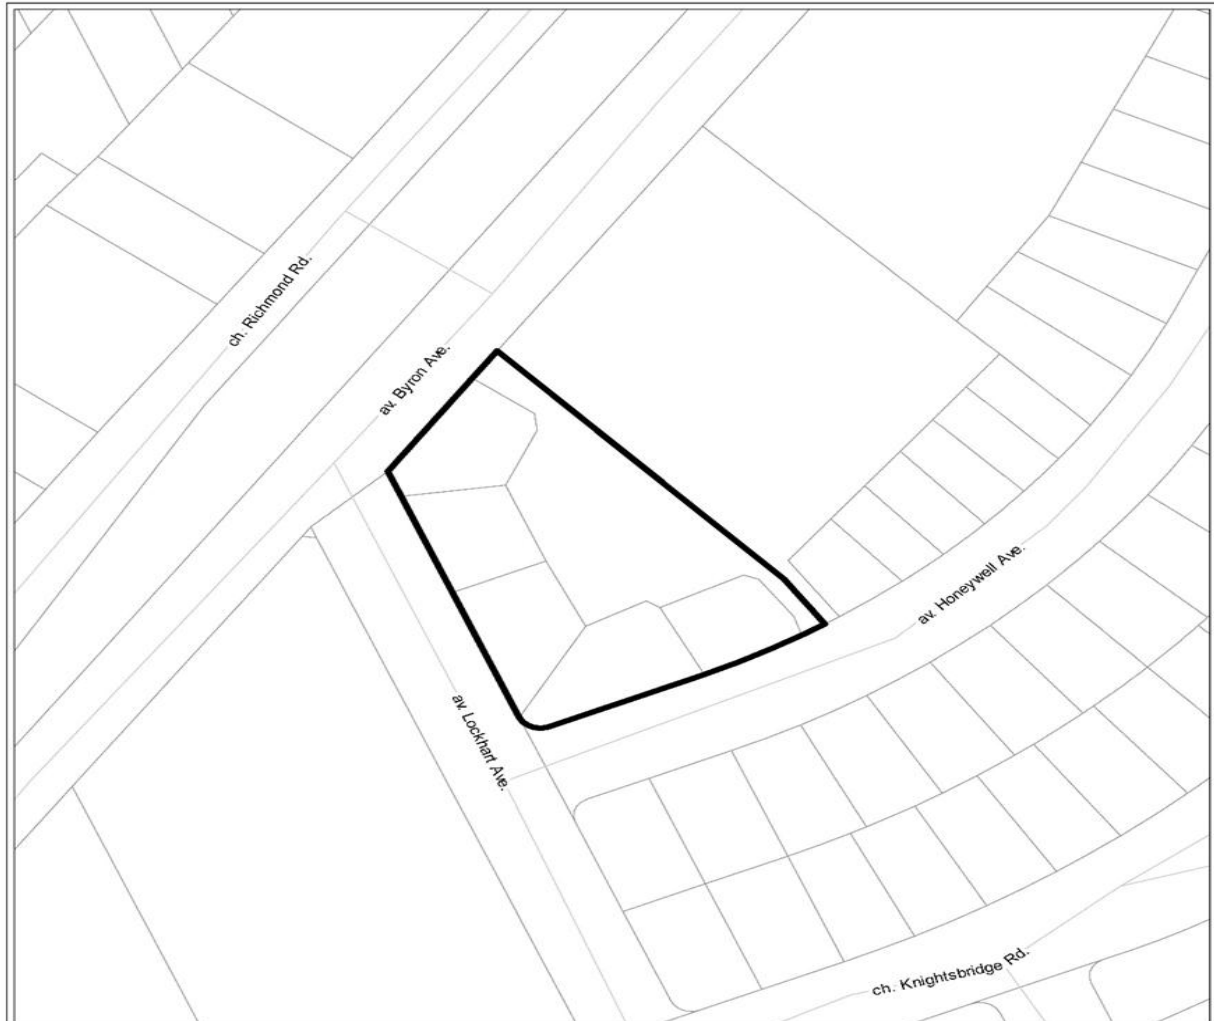 ch. Richmond Rd.
av. Byron Ave.
av. Honeywell Ave.
av. Lockhart Ave.
ch. Knightsbridge Rd.